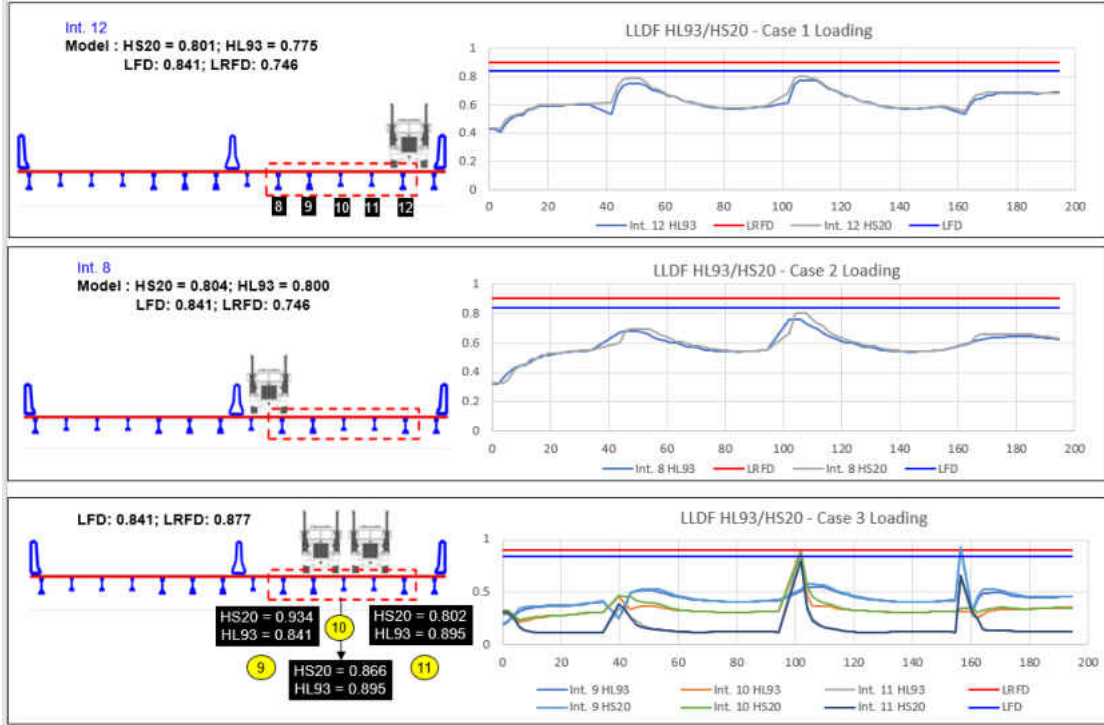 Int. 12
Model : HS20 = 0.801; HL93 = 0.775
LFD: 0.841; LRFD: 0.746
8 9 10 11 12
LLDF HL93/HS20 - Case 1 Loading
1
0.8
0.6
0.4
0.2
0
0 20 40 60 80 100 120 140 160 180 200
Int. 12 HL93 LRFD Int. 12 HS20 LFD
Int. 8
Model : HS20 = 0.804; HL93 = 0.800
LFD: 0.841; LRFD: 0.746
LLDF HL93/HS20 - Case 2 Loading
1
0.8
0.6
0.4
0.2
0
0 20 40 60 80 100 120 140 160 180 200
Int. 8 HL93 LRFD Int. 8 HS20 LFD
LFD: 0.841; LRFD: 0.877
HS20 = 0.934
HL93 = 0.841
10
HS20 = 0.802
HL93 = 0.895
9
HS20 = 0.866
HL93 = 0.895
11
LLDF HL93/HS20 - Case 3 Loading
1
0.5
0
0 20 40 60 80 100 120 140 160 180 200
Int. 9 HL93 Int. 10 HL93 Int. 11 HL93 LRFD
Int. 9 HS20 Int. 10 HS20 Int. 11 HS20 LFD